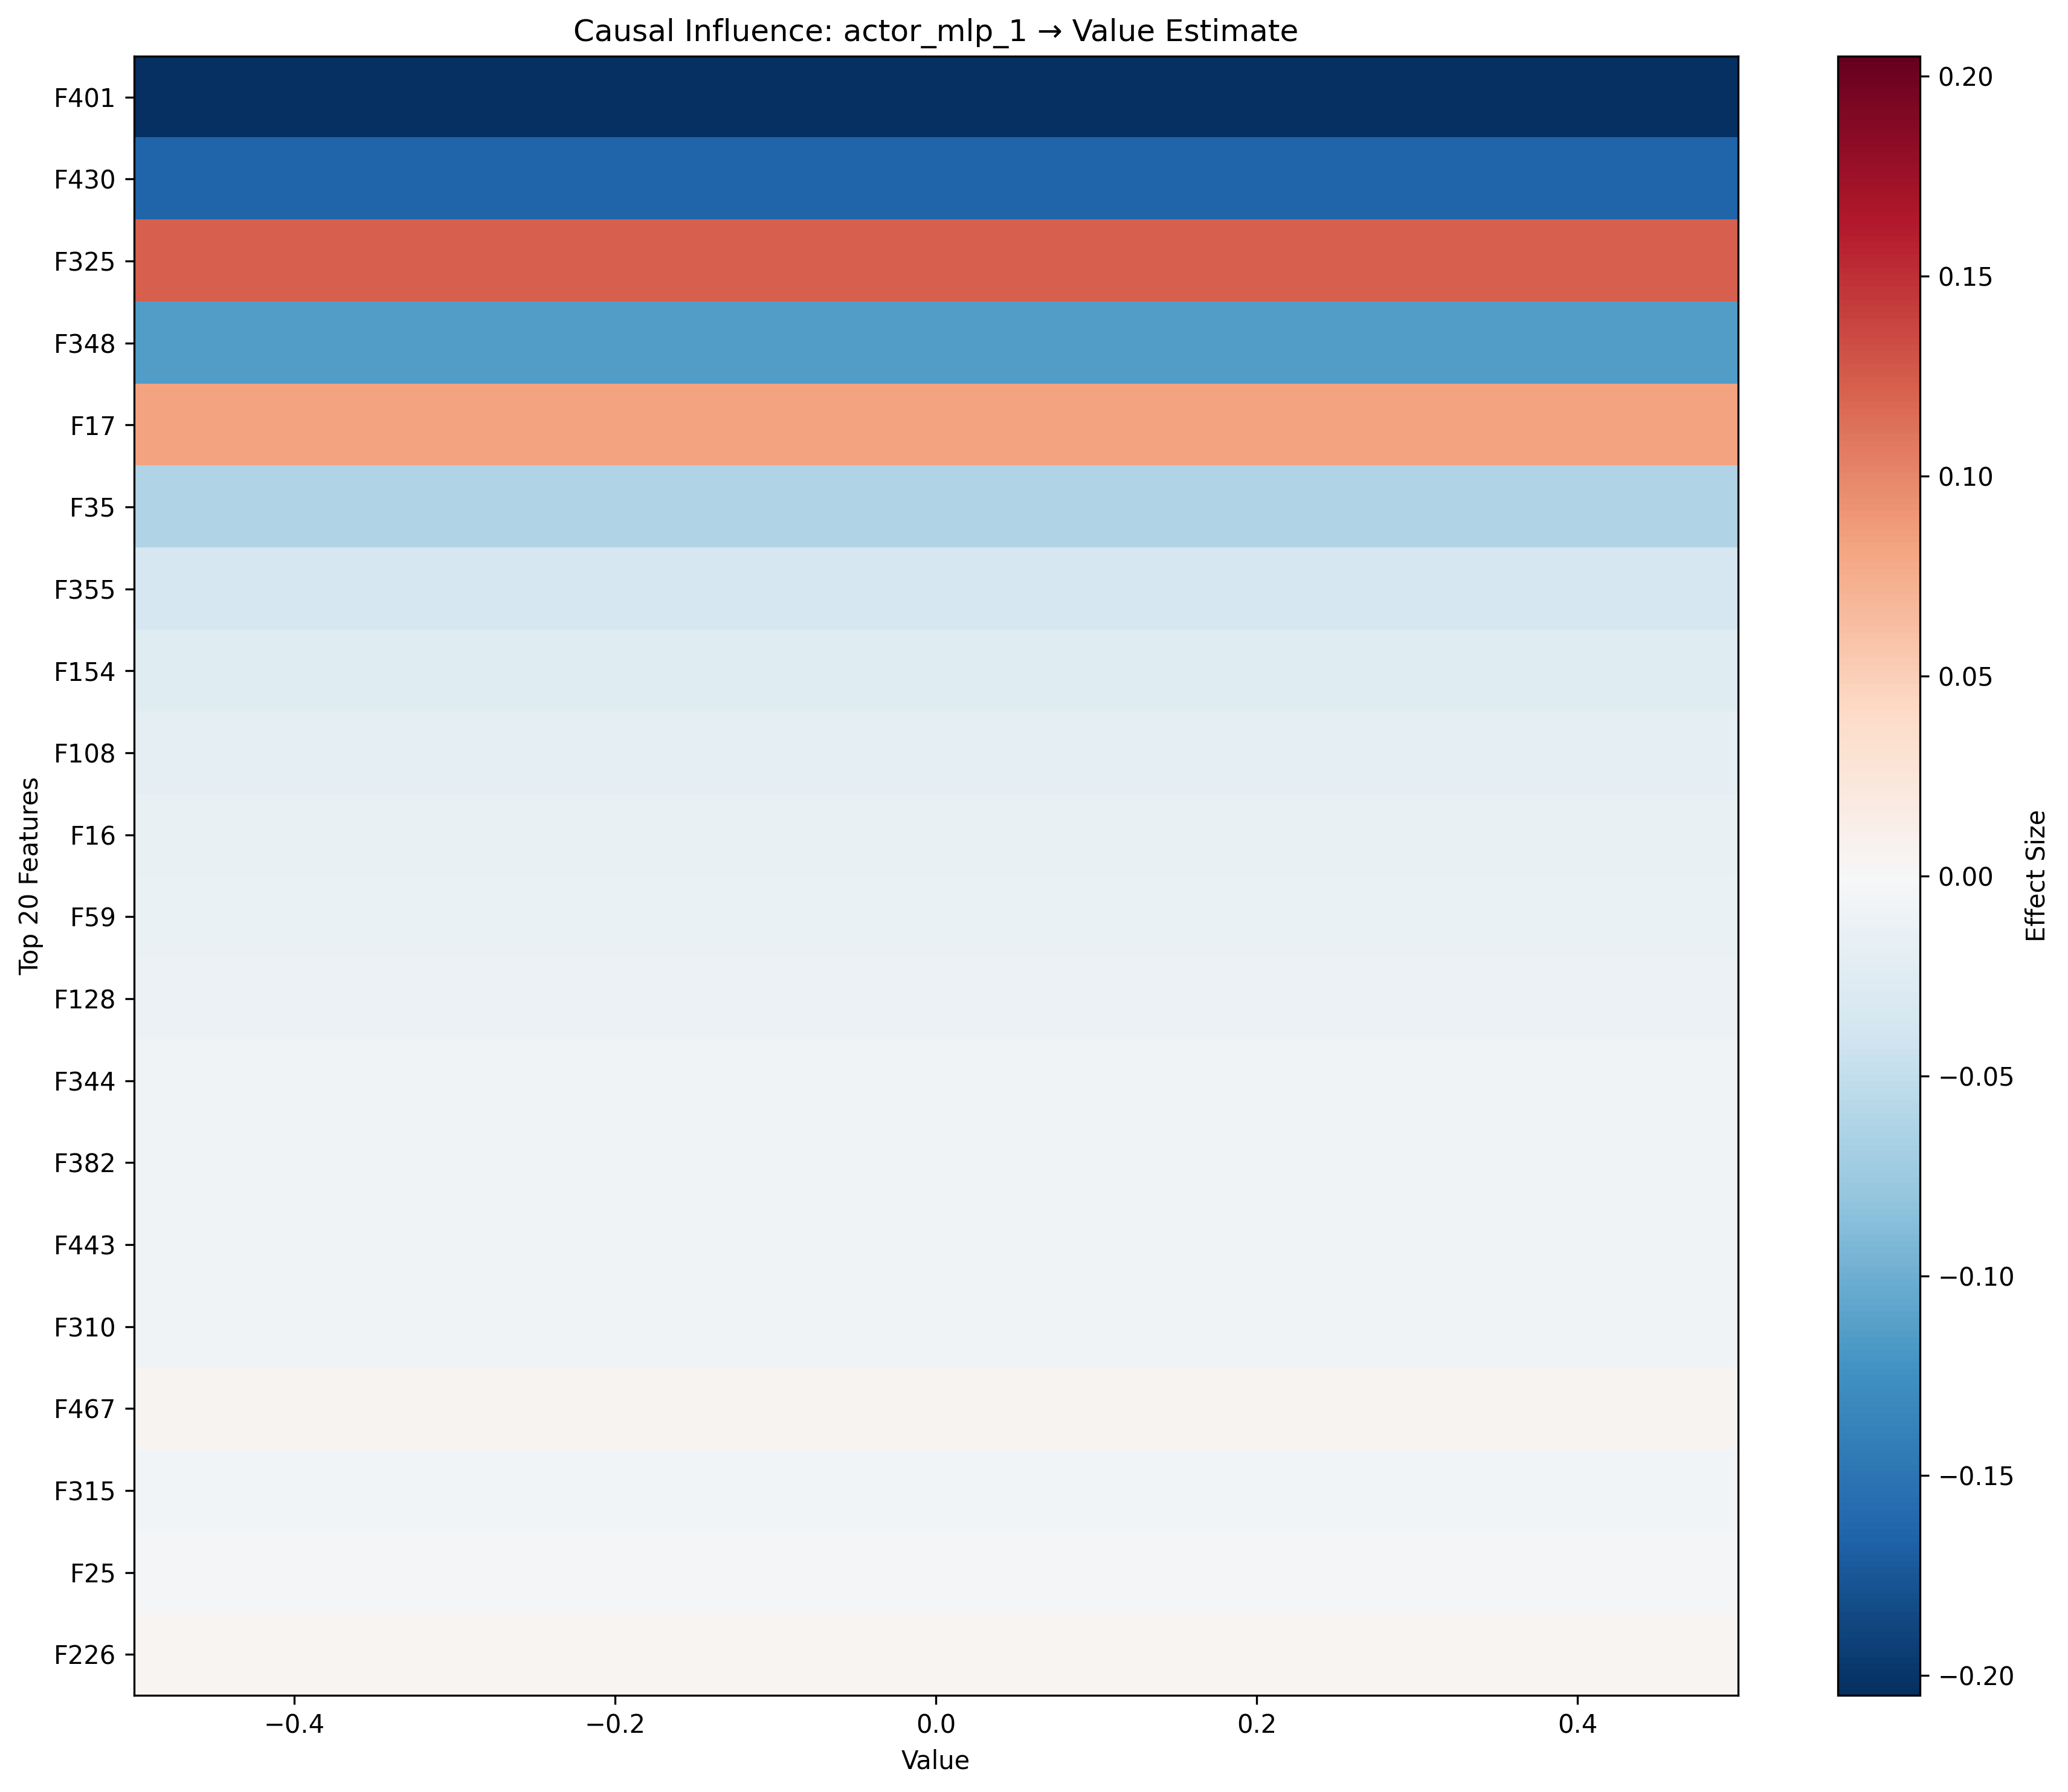 Causal Influence: actor_mlp_1 → Value Estimate
Top 20 Features
F401
F430
F325
F348
F17
F35
F355
F154
F108
F16
F59
F128
F344
F382
F443
F310
F467
F315
F25
F226
−0.4
−0.2
0.0
0.2
0.4
Value
0.20
0.15
0.10
0.05
0.00
−0.05
−0.10
−0.15
−0.20
Effect Size